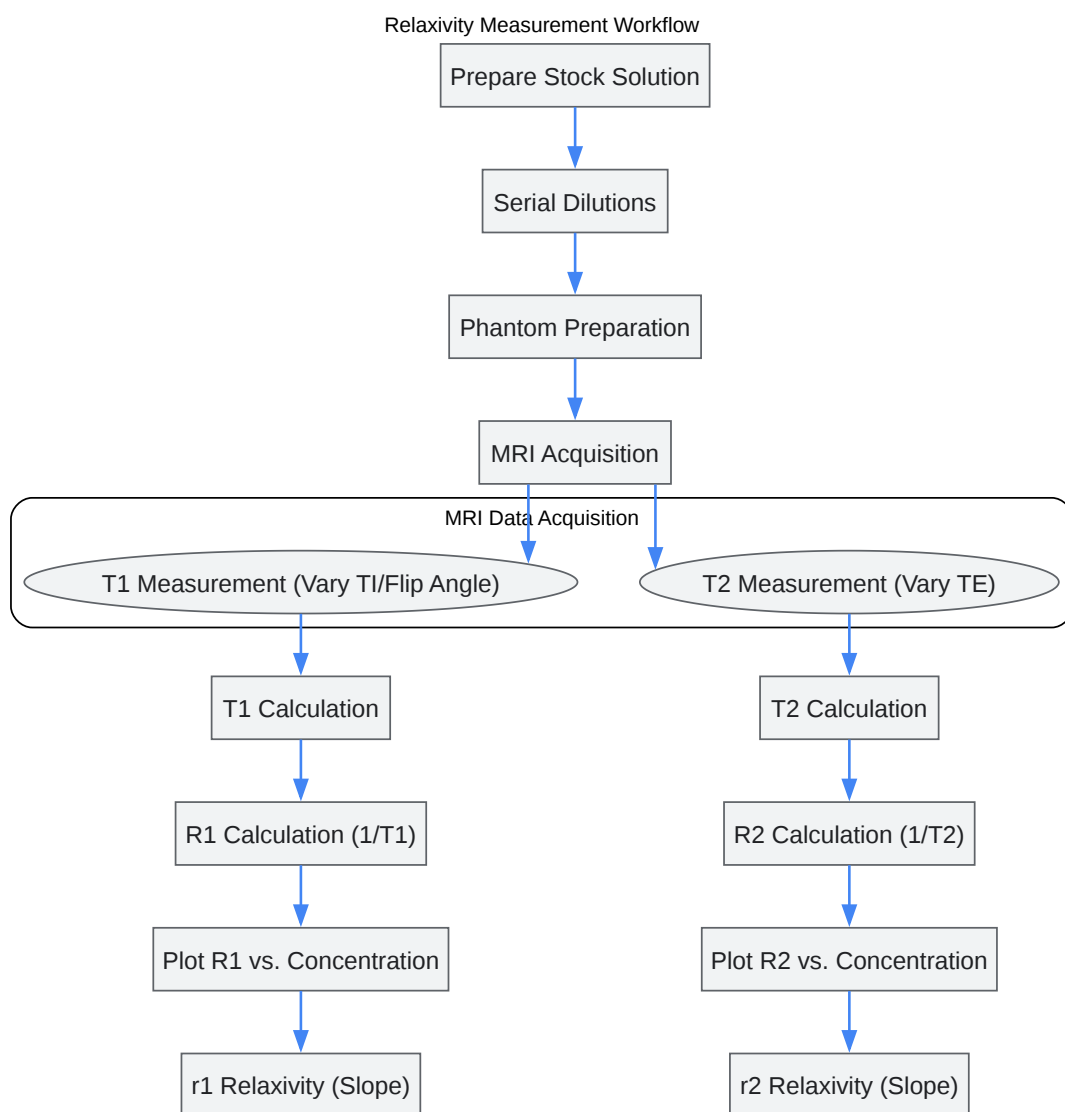 Relaxivity Measurement Workflow
Prepare Stock Solution
Serial Dilutions
Phantom Preparation
MRI Acquisition
MRI Data Acquisition
T1 Measurement (Vary TI/Flip Angle)
T2 Measurement (Vary TE)
T1 Calculation
T2 Calculation
R1 Calculation (1/T1)
R2 Calculation (1/T2)
Plot R1 vs. Concentration
Plot R2 vs. Concentration
r1 Relaxivity (Slope)
r2 Relaxivity (Slope)